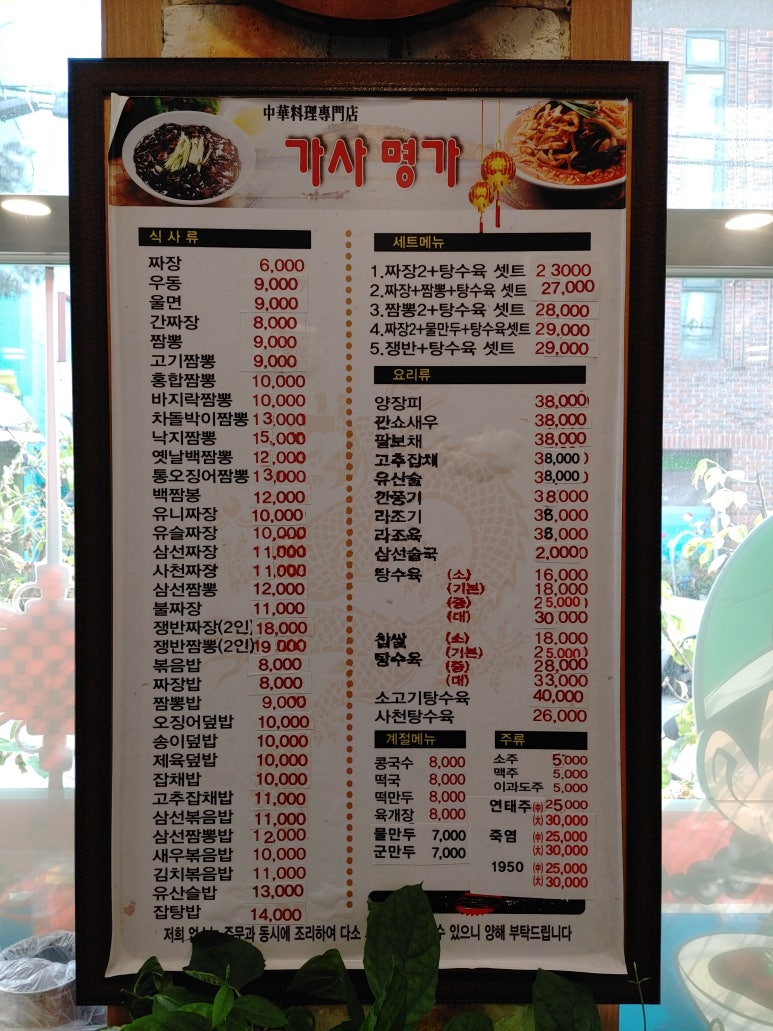 中華料理專門店
가사 명가
식 사 류
짜장 6,000
우동 9,000
울면 9,000
간짜장 8,000
짬뽕 9,000
고기짬뽕 9,000
홍합짬뽕 10,000
바지락짬뽕 10,000
차돌박이짬뽕 13,000
낙지짬뽕 15,000
옛날백짬뽕 12,000
통오징어짬뽕 13,000
백짬봉 12,000
유니짜장 10,000
유슬짜장 10,000
삼선짜장 11,000
사천짜장 11,000
삼선짬뽕 12,000
불짜장 11,000
쟁반짜장(2인) 18,000
쟁반짬뽕(2인) 19,000
볶음밥 8,000
짜장밥 8,000
짬뽕밥 9,000
오징어덮밥 10,000
송이덮밥 10,000
제육덮밥 10,000
잡채밥 10,000
고추잡채밥 11,000
삼선볶음밥 11,000
삼선짬뽕밥 12,000
새우볶음밥 10,000
김치볶음밥 11,000
유산슬밥 13,000
잡탕밥 14,000
세트메뉴
1.짜장2+탕수육 셋트 2 3000
2.짜장+짬뽕+탕수육 셋트 27,000
3.짬뽕2+탕수육 셋트 28,000
4.짜장2+물만두+탕수육셋트 29,000
5.쟁반+탕수육 셋트 29,000
요리류
양장피 38,000
깐쇼새우 38,000
팔보채 38,000
고추잡채 38,000
유산슬 38,000
깐풍기 38,000
라조기 38,000
라조육 38,000
삼선술국 2,0000
탕수육 (소) 16,000
(기본) 18,000
(중) 25,000
(대) 30,000
찹쌀 탕수육 (소) 18,000
(기본) 25,000
(중) 28,000
(대) 33,000
소고기탕수육 40,000
사천탕수육 26,000
계절메뉴
콩국수 8,000
떡국 8,000
떡만두 8,000
육개장 8,000
물만두 7,000
군만두 7,000
주류
소주 5,000
맥주 5,000
이과도주 5,000
연태주 (中) 25,000
(大) 30,000
죽엽 (中) 25,000
(大) 30,000
1950 (中) 25,000
(大) 30,000
저희 주문과 동시에 조리하여 다소 수 있으니 양해 부탁드립니다